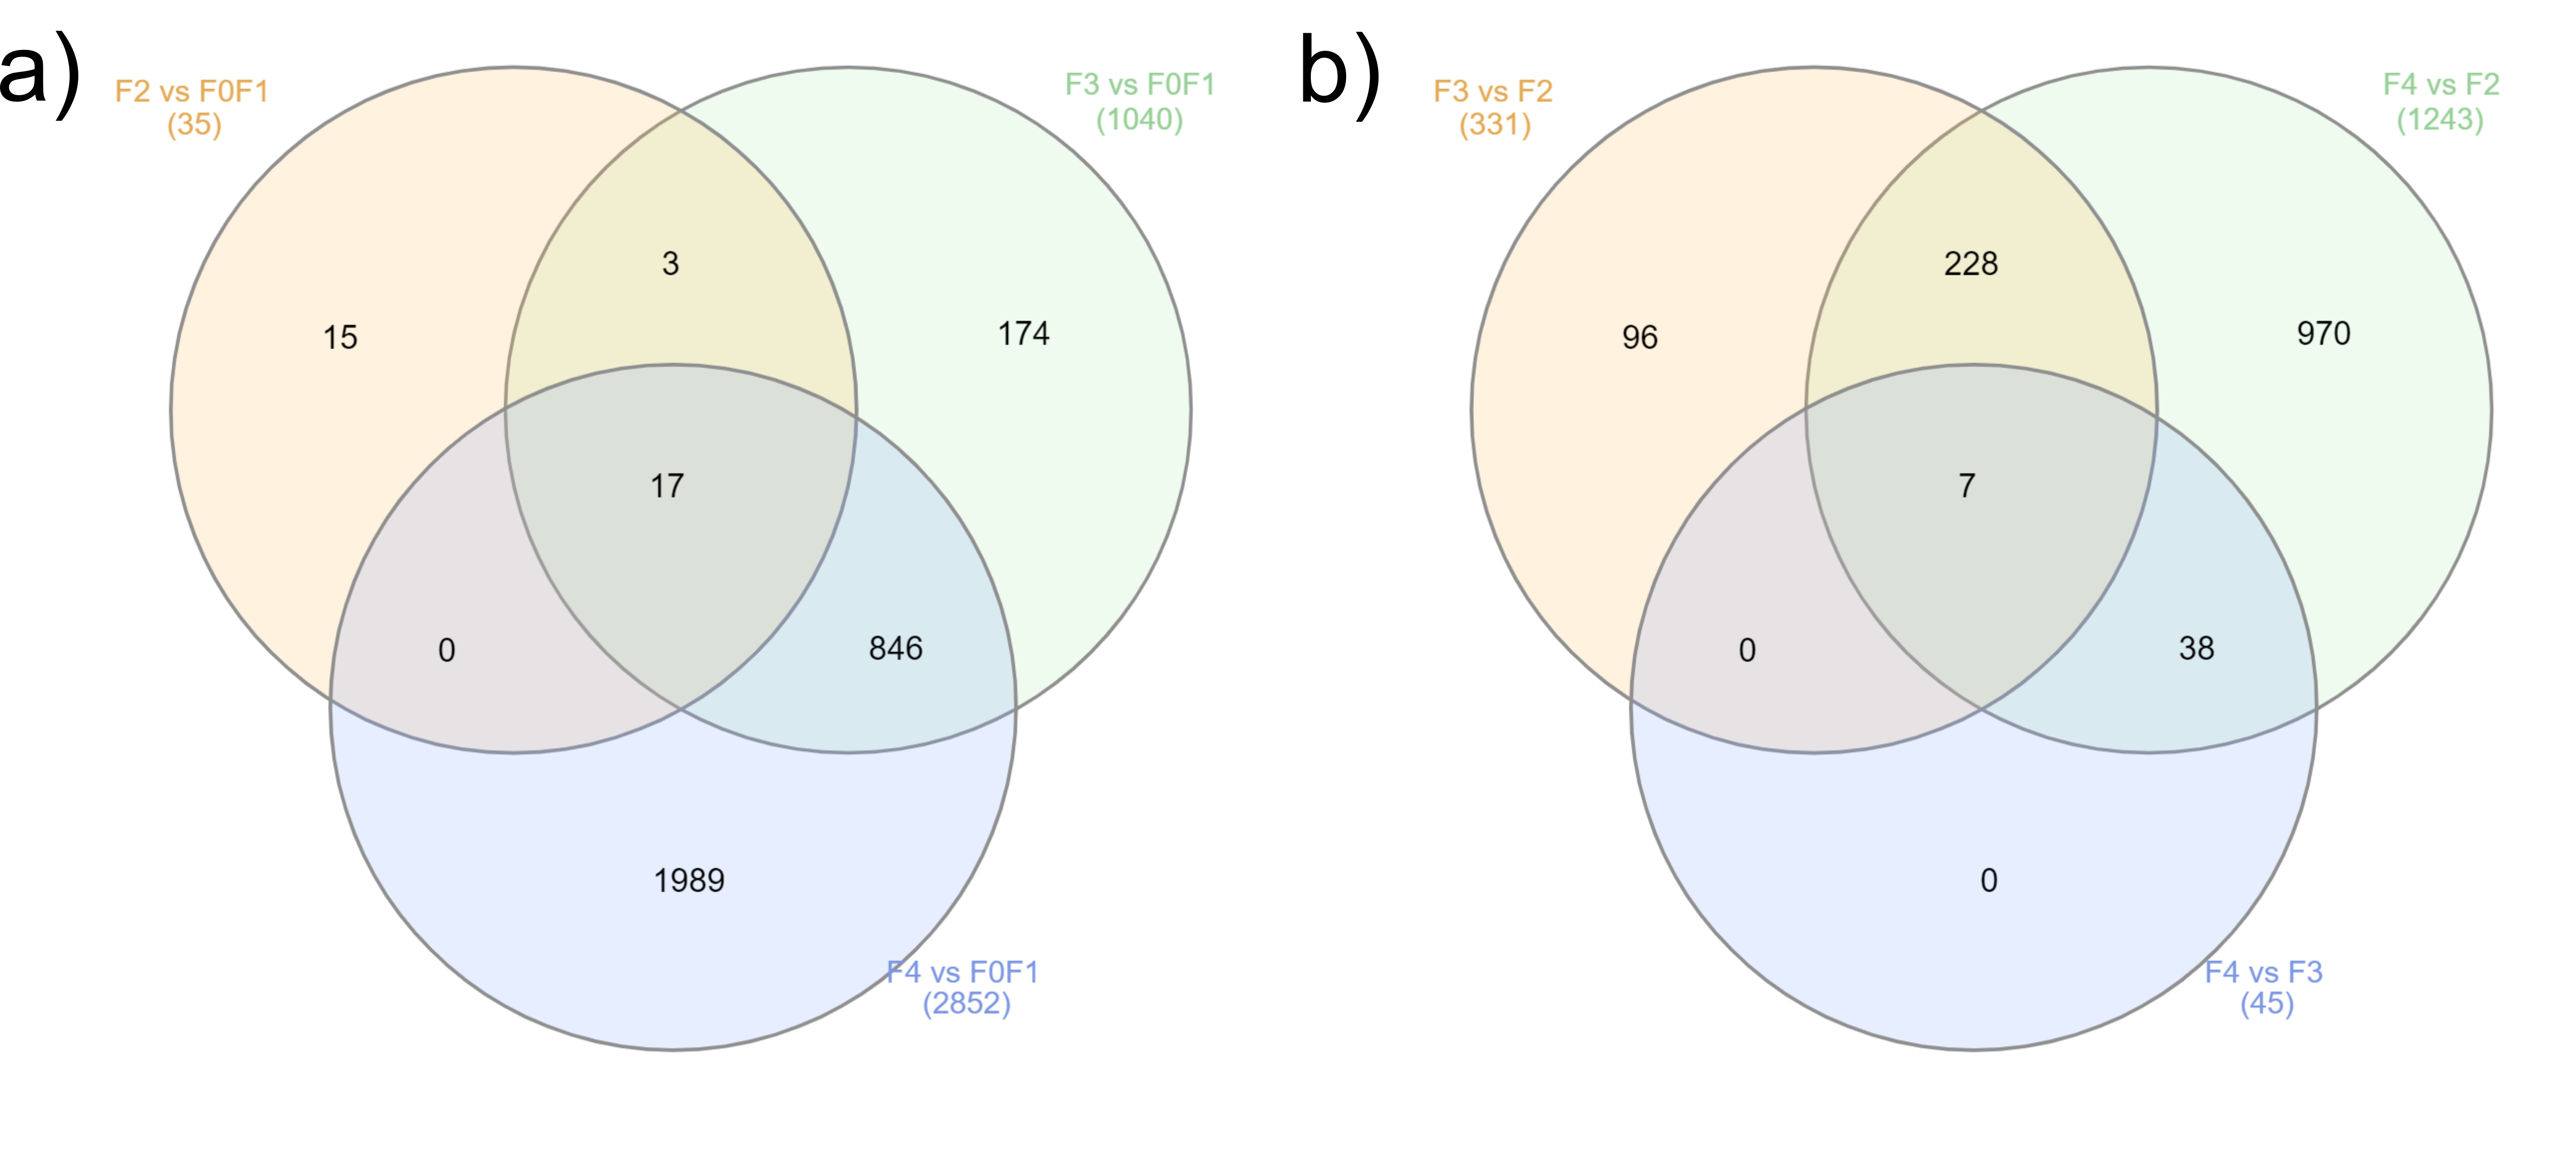 a)
F2 vs F0F1
(35)
F3 vs F0F1
(1040)
3
15
174
17
0
846
1989
F4 vs F0F1
(2852)
b)
F3 vs F2
(331)
F4 vs F2
(1243)
228
96
970
7
0
38
0
F4 vs F3
(45)